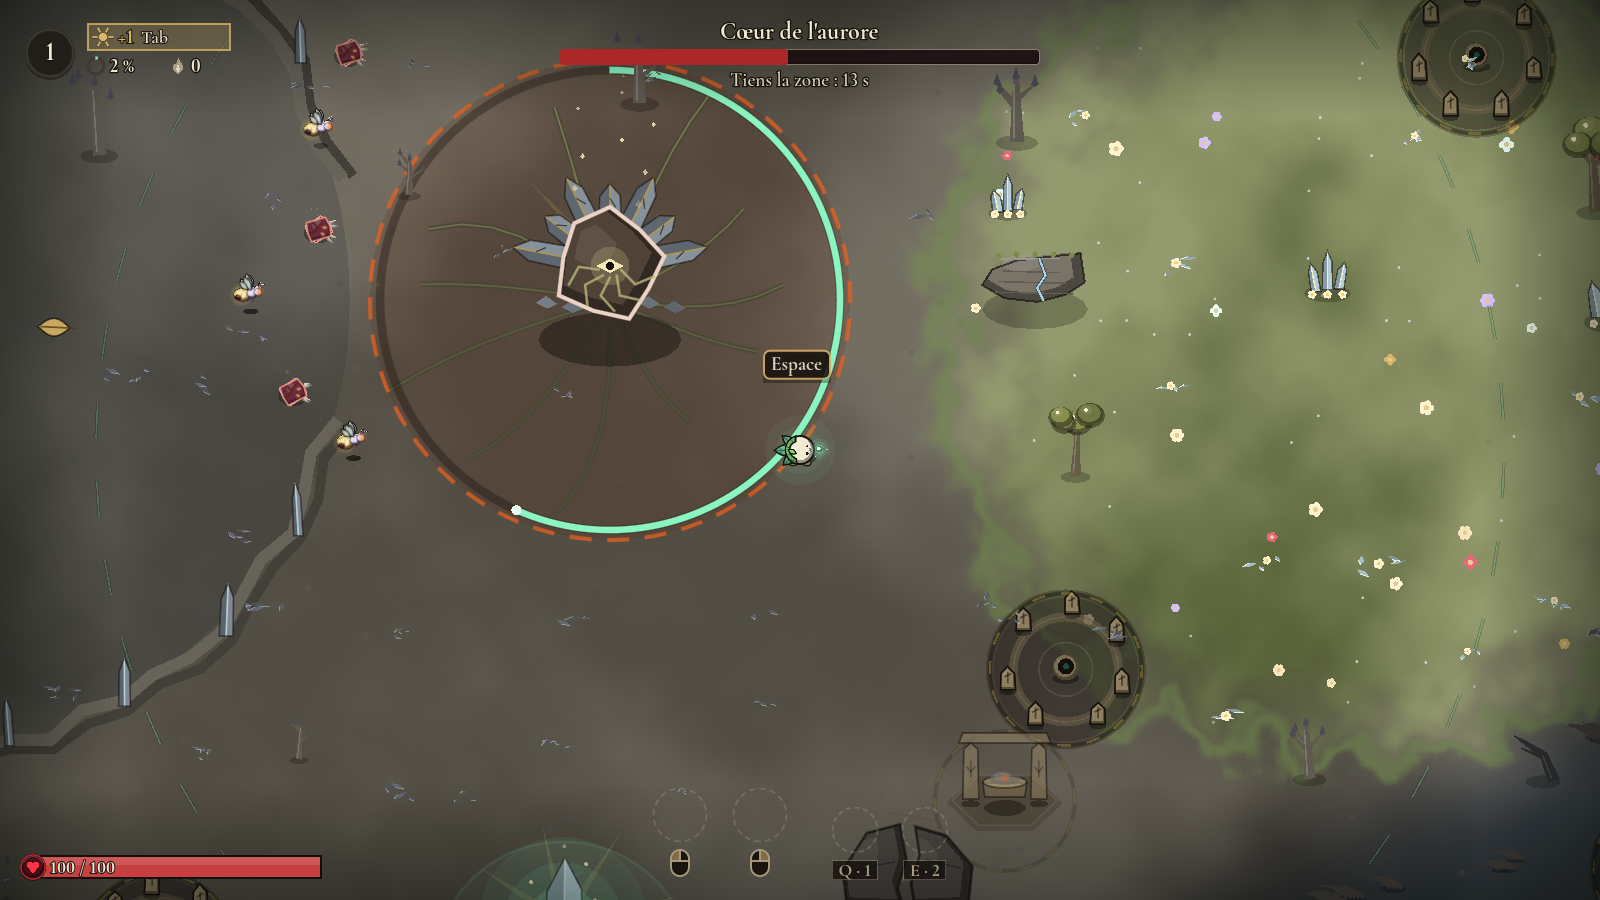 Cœur de l'aurore
1
+1 Tab
2 %
0
Tiens la zone : 13 s
Espace
100 / 100
Q · 1
E · 2